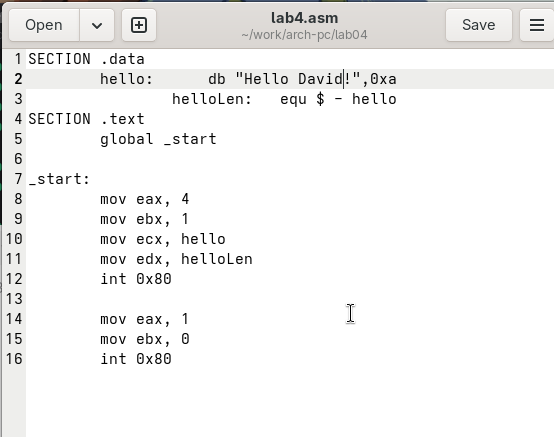 Open
lab4.asm
~/work/arch-pc/lab04
Save
1 SECTION .data
2 hello: db "Hello David!",0xa
3 helloLen: equ $ - hello
4 SECTION .text
5 global _start
6
7 _start:
8 mov eax, 4
9 mov ebx, 1
10 mov ecx, hello
11 mov edx, helloLen
12 int 0x80
13
14 mov eax, 1
15 mov ebx, 0
16 int 0x80